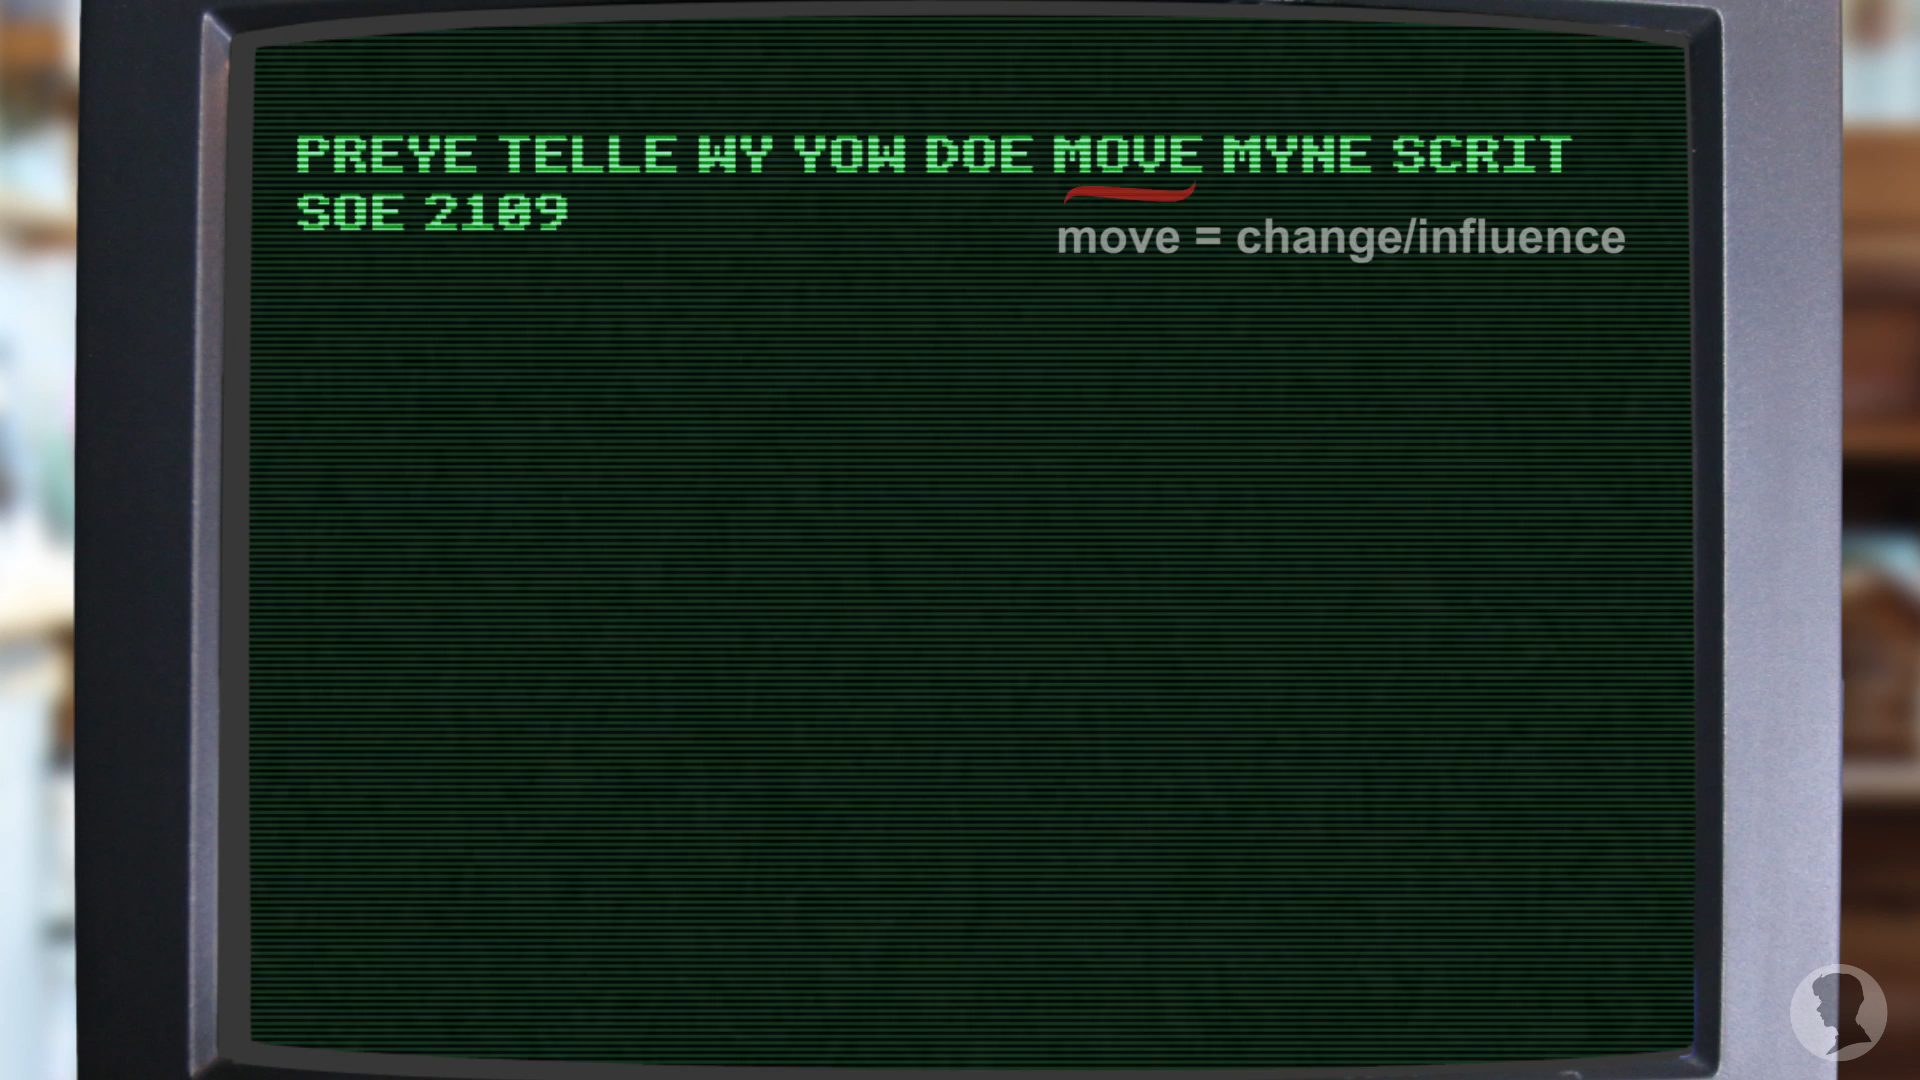 PREYE TELLE WY YOW DOE MOVE MYNE SCRIT
SOE 2109
move = change/influence